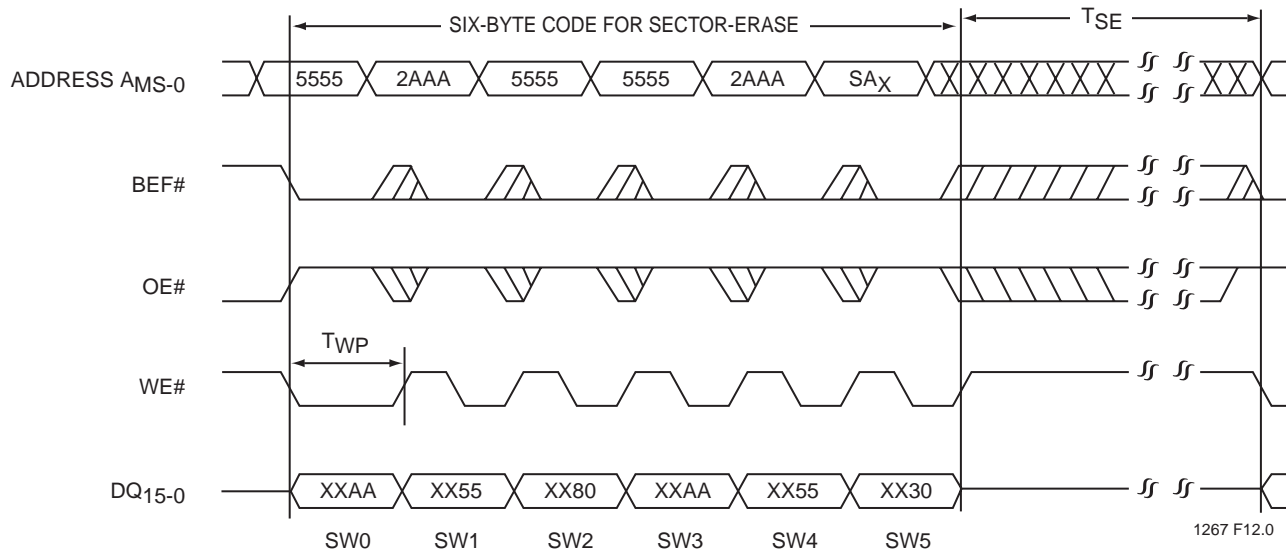 SIX-BYTE CODE FOR SECTOR-ERASE
TSE
ADDRESS AMS-0
5555 2AAA 5555 5555 2AAA SAX
BEF#
OE#
TWP
WE#
DQ15-0
XXAA XX55 XX80 XXAA XX55 XX30
SW0 SW1 SW2 SW3 SW4 SW5
1267 F12.0